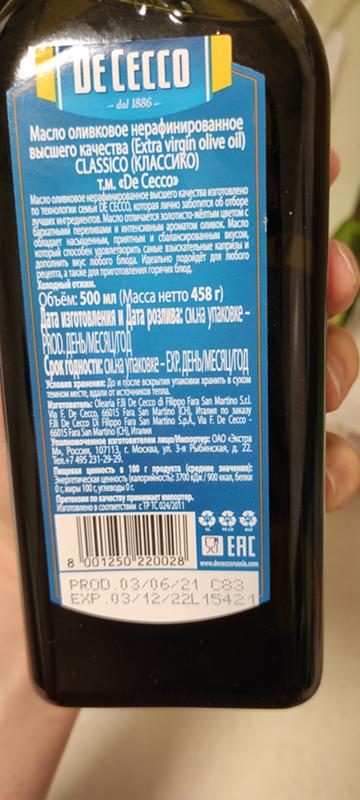 DE CECCO
dal 1886
Масло оливковое нерафинированное
высшего качества (Extra virgin olive oil)
CLASSICO (КЛАССИКО)
т.м. «De Cecco»
Масло оливковое нерафинированное высшего качества изготовлено
по технологии семьи DE CECCO, которая лично заботится об отборе
лучших ингредиентов. Масло отличается золотисто-жёлтым цветом с
бархатными переливами и интенсивным ароматом оливок. Масло
обладает насыщенным, приятным и сбалансированным вкусом,
который способен удовлетворить самые взыскательные капризы и
дополнить вкус любого блюда. Идеально подойдёт для любого
рецепта, а также для приготовления горячих блюд.
Холодный отжим.
Объём: 500 мл (Масса нетто 458 г)
Дата изготовления и Дата розлива: см.на упаковке –
PROD. ДЕНЬ/МЕСЯЦ/ГОД
Срок годности: см.на упаковке – EXP. ДЕНЬ/МЕСЯЦ/ГОД
Условия хранения: До и после вскрытия упаковки хранить в сухом
темном месте, вдали от источников тепла.
Изготовитель: Olearia F.lli De Cecco di Filippo Fara San Martino S.r.l.
Via F. De Cecco, 66015 Fara San Martino (CH), Италия по заказу
F.lli De Cecco Di Filippo Fara San Martino S.p.A., Via F. De Cecco -
66015 Fara San Martino (CH), Италия
Уполномоченное изготовителем лицо/Импортер: ОАО «Экстра
М», Россия, 107113, г. Москва, ул. 3-я Рыбинская, д. 22.
Тел.+7 495 231-29-29.
Пищевая ценность в 100 г продукта (средние значения):
Энергетическая ценность (калорийность): 3700 кДж / 900 ккал, белки
0 г, жиры 100 г, углеводы 0 г.
Претензии по качеству принимает импортер.
Изготовлено в соответствии с ТР ТС 024/2011
8 001250 220028
EAC
www.dececcorussia.com
PROD.03/06/21 C83
EXP.03/12/22L15421